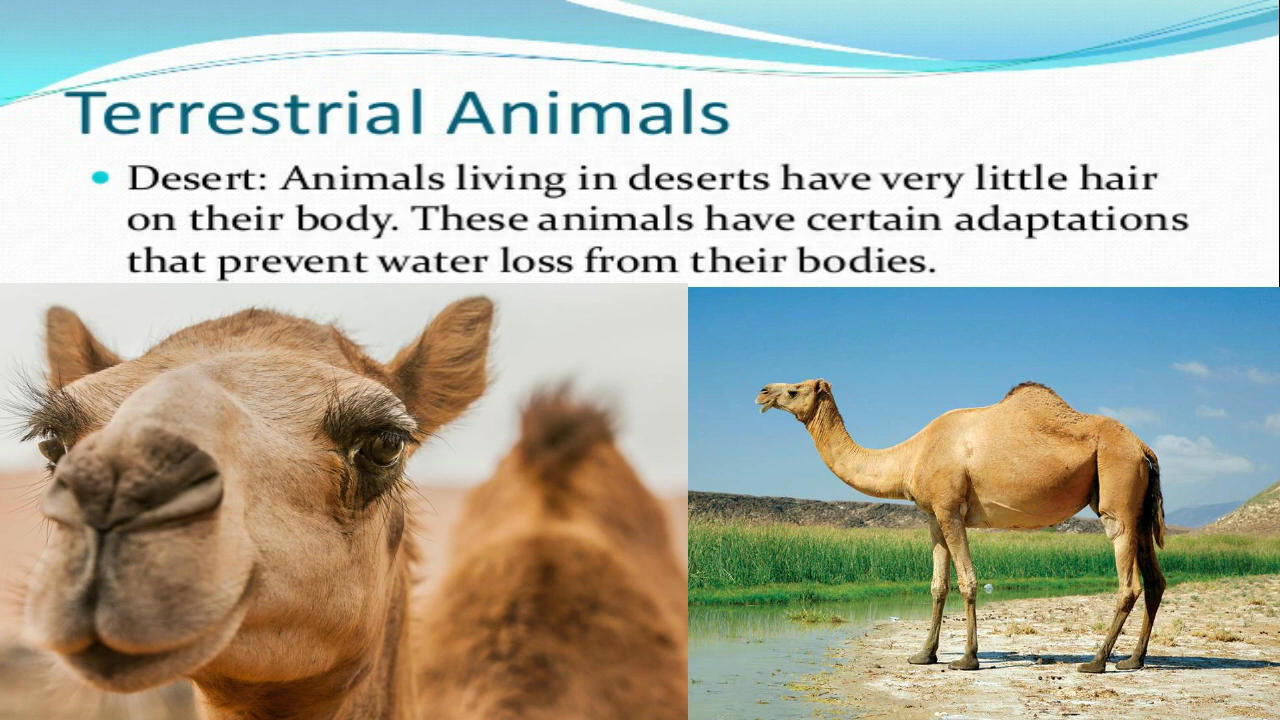 Terrestrial Animals
• Desert: Animals living in deserts have very little hair
on their body. These animals have certain adaptations
that prevent water loss from their bodies.